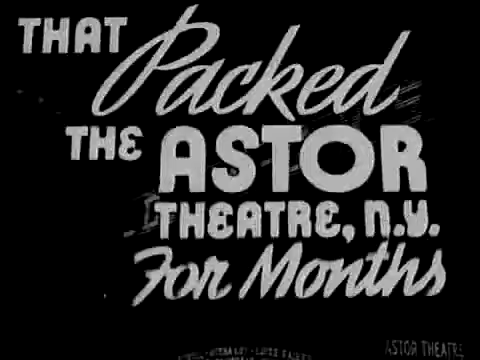 THAT Packed
THE ASTOR
THEATRE, N.Y.
For Months
ASTOR THEATRE